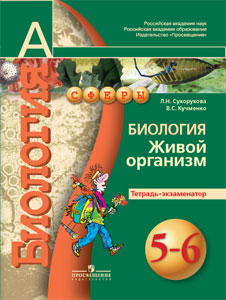 Российская академия наук
Российская академия образования
Издательство «Просвещение»
А
СФЕРЫ
Биология
Л.Н. Сухорукова
В.С. Кучменко
БИОЛОГИЯ
Живой
организм
Тетрадь-экзаменатор
5-6
ПРОСВЕЩЕНИЕ
ИЗДАТЕЛЬСТВО